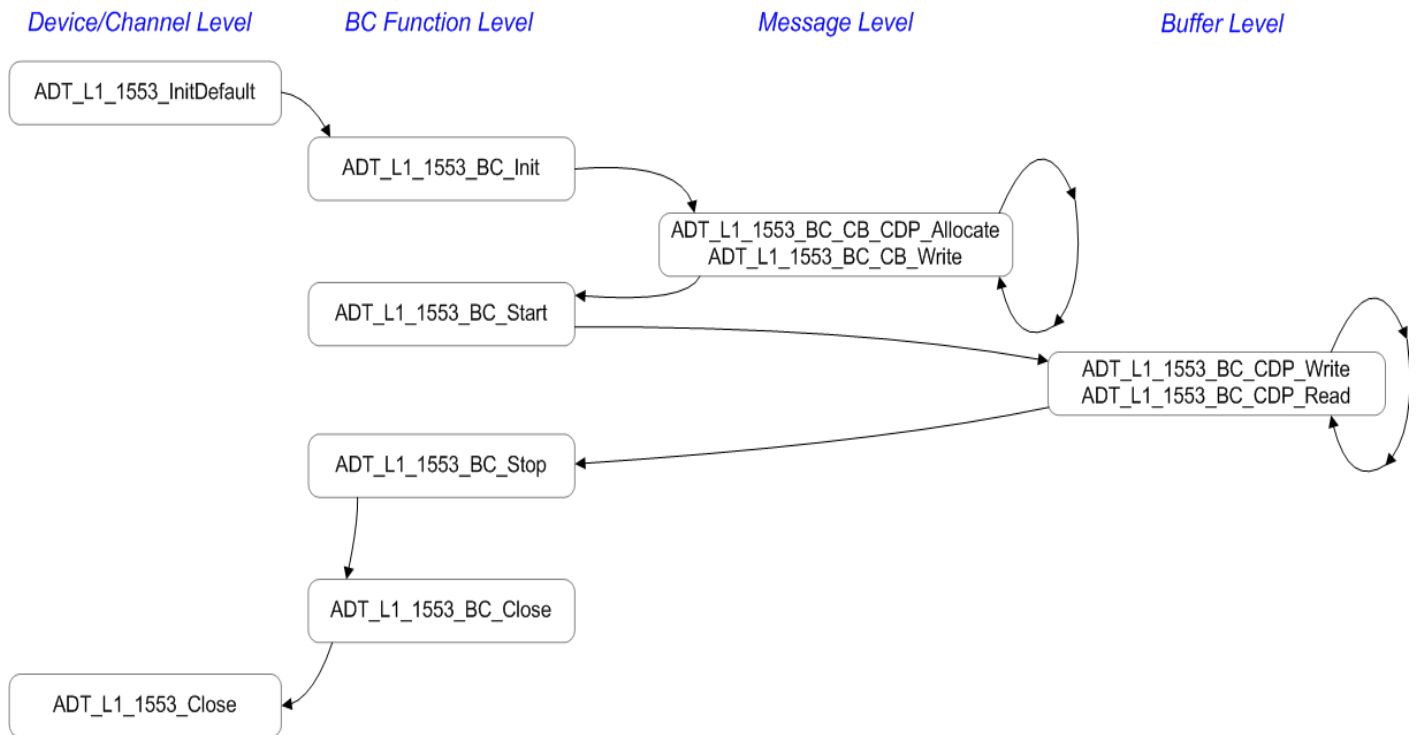 Device/Channel Level
BC Function Level
Message Level
Buffer Level
ADT_L1_1553_InitDefault
ADT_L1_1553_BC_Init
ADT_L1_1553_BC_CB_CDP_Allocate
ADT_L1_1553_BC_CB_Write
ADT_L1_1553_BC_Start
ADT_L1_1553_BC_CDP_Write
ADT_L1_1553_BC_CDP_Read
ADT_L1_1553_BC_Stop
ADT_L1_1553_BC_Close
ADT_L1_1553_Close